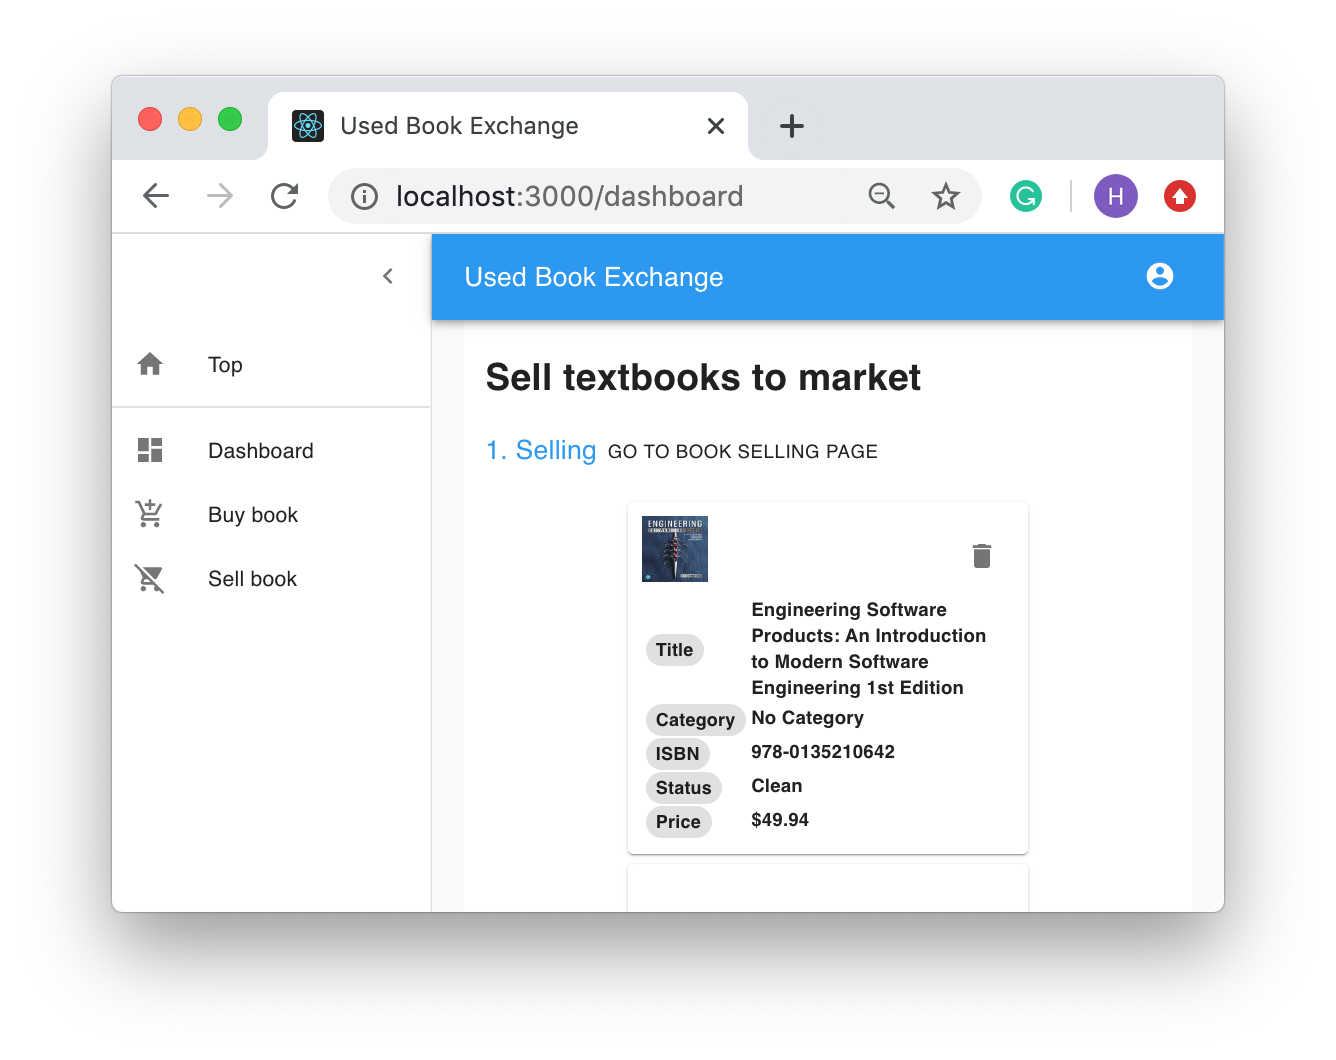 Used Book Exchange
localhost:3000/dashboard
G
H
Used Book Exchange
Top
Dashboard
Buy book
Sell book
Sell textbooks to market
1. Selling GO TO BOOK SELLING PAGE
ENGINEERING
Title
Engineering Software
Products: An Introduction
to Modern Software
Engineering 1st Edition
Category No Category
ISBN 978-0135210642
Status Clean
Price $49.94